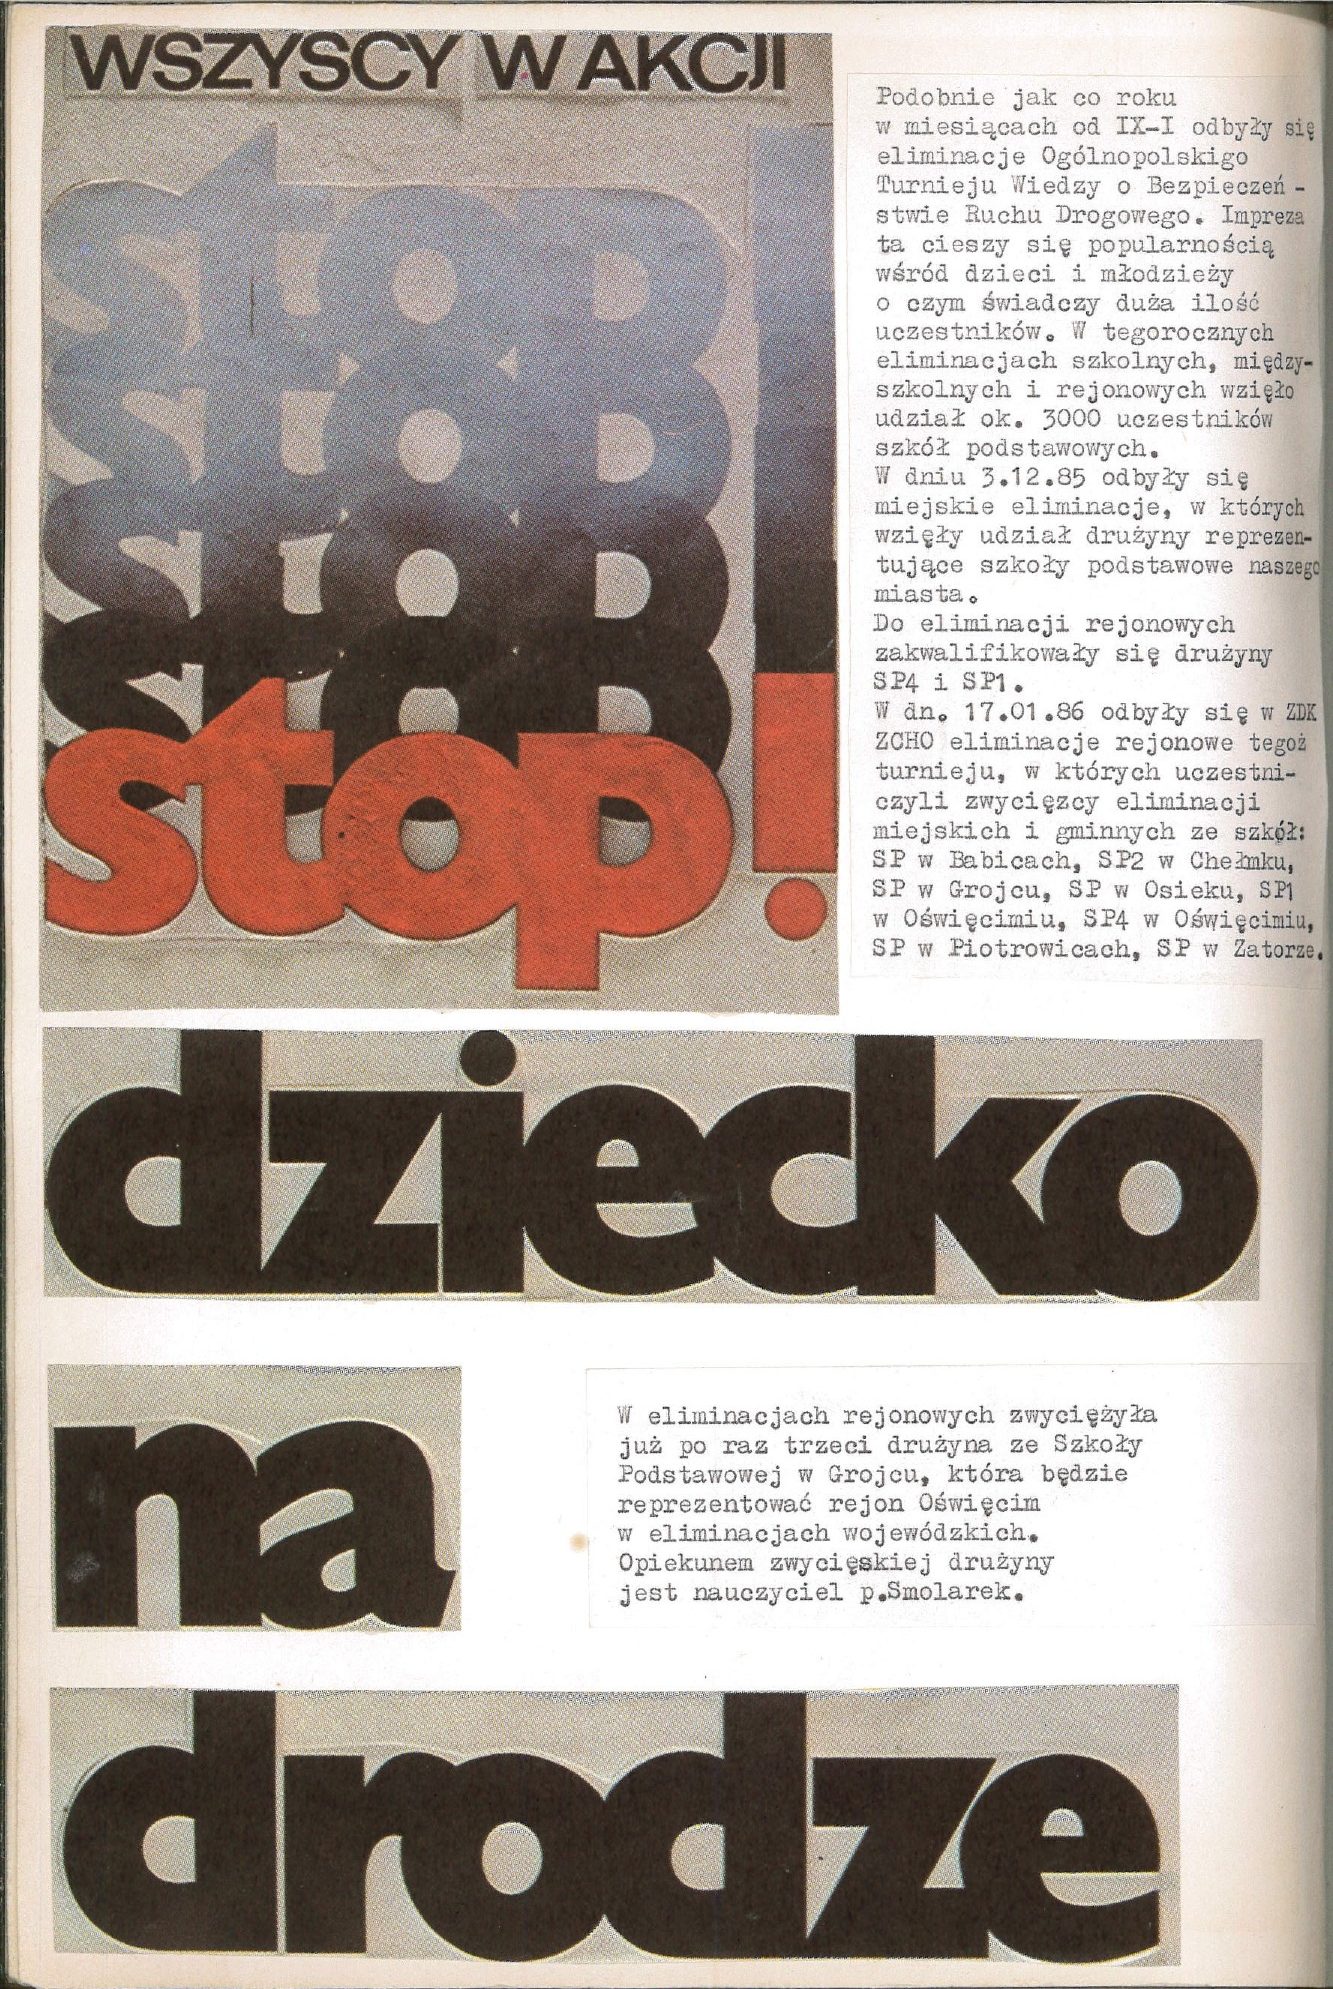 WSZYSCY W AKCJI
stop!
Podobnie jak co roku
w miesiącach od IX-I odbyły się
eliminacje Ogólnopolskigo
Turnieju Wiedzy o Bezpieczeń -
stwie Ruchu Drogowego. Impreza
ta cieszy się popularnością
wśród dzieci i młodzieży
o czym świadczy duża ilość
uczestników. W tegorocznych
eliminacjach szkolnych, między-
szkolnych i rejonowych wzięło
udział ok. 3000 uczestników
szkół podstawowych.
W dniu 3.12.85 odbyły się
miejskie eliminacje, w których
wzięły udział drużyny reprezen-
tujące szkoły podstawowe naszego
miasta.
Do eliminacji rejonowych
zakwalifikowały się drużyny
SP4 i SP1.
W dn. 17.01.86 odbyły się w ZDK
ZCHO eliminacje rejonowe tegoż
turnieju, w których uczestni-
czyli zwycięzcy eliminacji
miejskich i gminnych ze szkół:
SP w Babicach, SP2 w Chełmku,
SP w Grojcu, SP w Osieku, SP1
w Oświęcimiu, SP4 w Oświęcimiu,
SP w Piotrowicach, SP w Zatorze.
dziecko
na
W eliminacjach rejonowych zwyciężyła
już po raz trzeci drużyna ze Szkoły
Podstawowej w Grojcu, która będzie
reprezentować rejon Oświęcim
w eliminacjach wojewódzkich.
Opiekunem zwycięskiej drużyny
jest nauczyciel p.Smolarek.
drodze